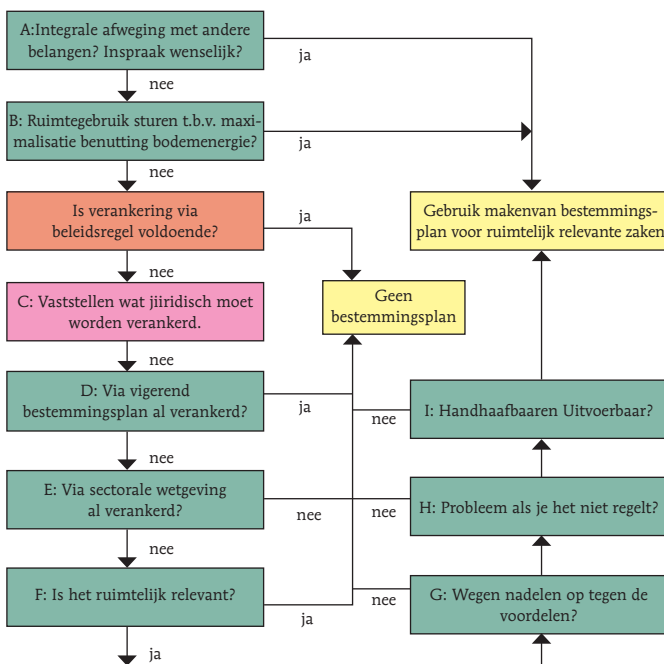 A:Integrale afweging met andere
belangen? Inspraak wenselijk?
ja
nee
B: Ruimtegebruik sturen t.b.v. maxi-
malisatie benutting bodemenergie?
ja
nee
Is verankering via
beleidsregel voldoende?
ja
Gebruik makenvan bestemmings-
plan voor ruimtelijk relevante zaken
nee
C: Vaststellen wat jiiridisch moet
worden verankerd.
Geen
bestemmingsplan
nee
D: Via vigerend
bestemmingsplan al verankerd?
ja
nee
I: Handhaafbaaren Uitvoerbaar?
nee
E: Via sectorale wetgeving
al verankerd?
nee
nee
H: Probleem als je het niet regelt?
nee
F: Is het ruimtelijk relevant?
ja
nee
G: Wegen nadelen op tegen de
voordelen?
ja